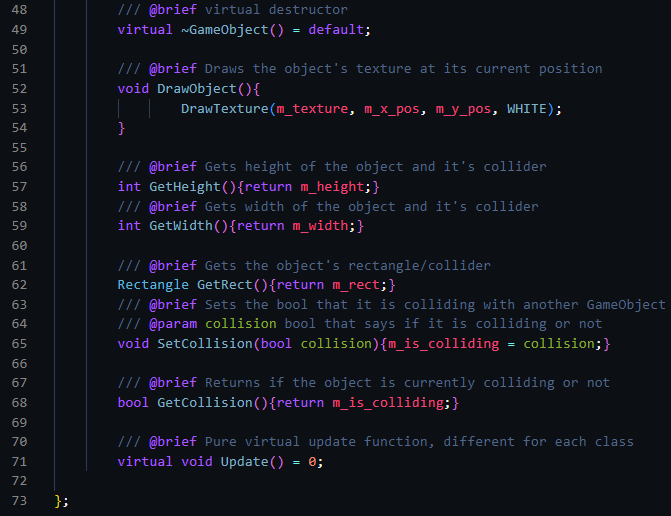 48 /// @brief virtual destructor
49 virtual ~GameObject() = default;
50
51 /// @brief Draws the object's texture at its current position
52 void DrawObject(){
53 DrawTexture(m_texture, m_x_pos, m_y_pos, WHITE);
54 }
55
56 /// @brief Gets height of the object and it's collider
57 int GetHeight(){return m_height;}
58 /// @brief Gets width of the object and it's collider
59 int GetWidth(){return m_width;}
60
61 /// @brief Gets the object's rectangle/collider
62 Rectangle GetRect(){return m_rect;}
63 /// @brief Sets the bool that it is colliding with another GameObject
64 /// @param collision bool that says if it is colliding or not
65 void SetCollision(bool collision){m_is_colliding = collision;}
66
67 /// @brief Returns if the object is currently colliding or not
68 bool GetCollision(){return m_is_colliding;}
69
70 /// @brief Pure virtual update function, different for each class
71 virtual void Update() = 0;
72
73 };